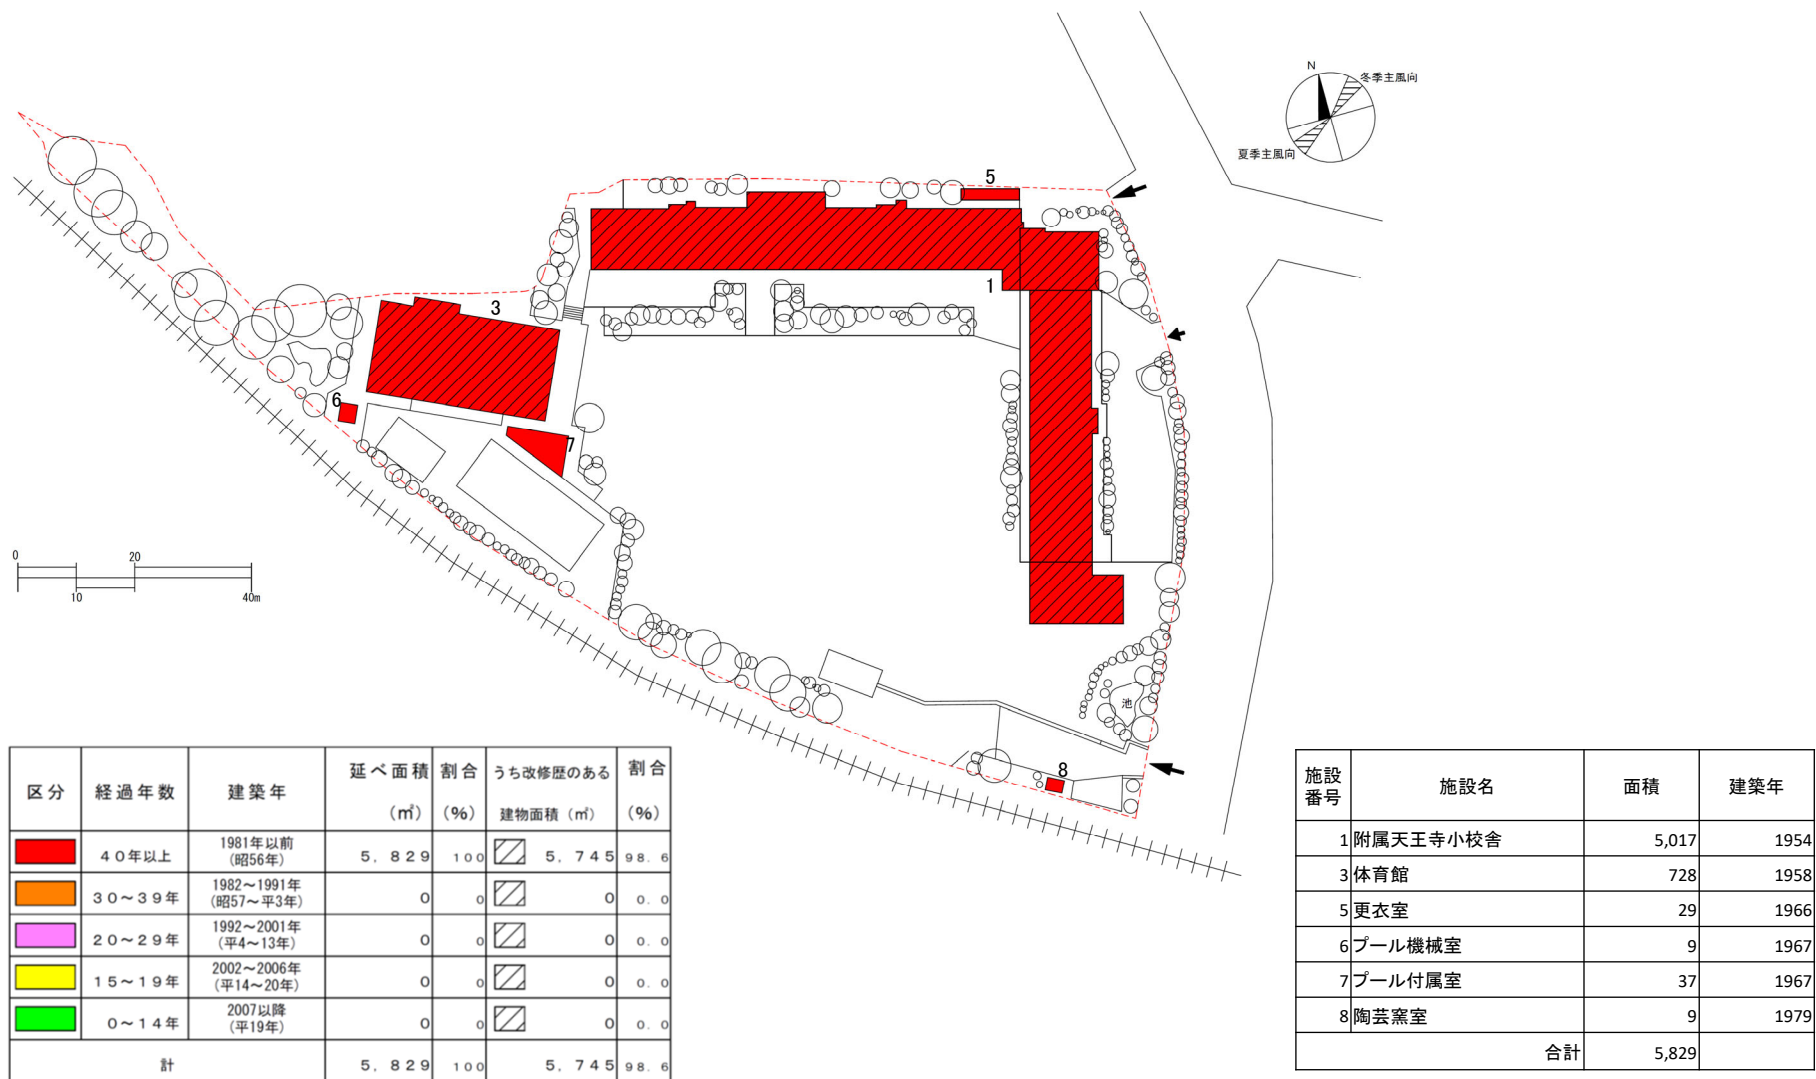 N
冬季主風向
夏季主風向
5
1
3
6
7
0 20
10 40m
池
8
区分 経過年数 建築年 延べ面積(㎡) 割合(%) うち改修歴のある建物面積(㎡) 割合(%)
40年以上 1981年以前(昭56年) 5,829 100 5,745 98.6
30～39年 1982～1991年(昭57～平3年) 0 0 0 0.0
20～29年 1992～2001年(平4～13年) 0 0 0 0.0
15～19年 2002～2006年(平14～20年) 0 0 0 0.0
0～14年 2007以降(平19年) 0 0 0 0.0
計 5,829 100 5,745 98.6
施設番号 施設名 面積 建築年
1 附属天王寺小校舎 5,017 1954
3 体育館 728 1958
5 更衣室 29 1966
6 プール機械室 9 1967
7 プール付属室 37 1967
8 陶芸窯室 9 1979
合計 5,829